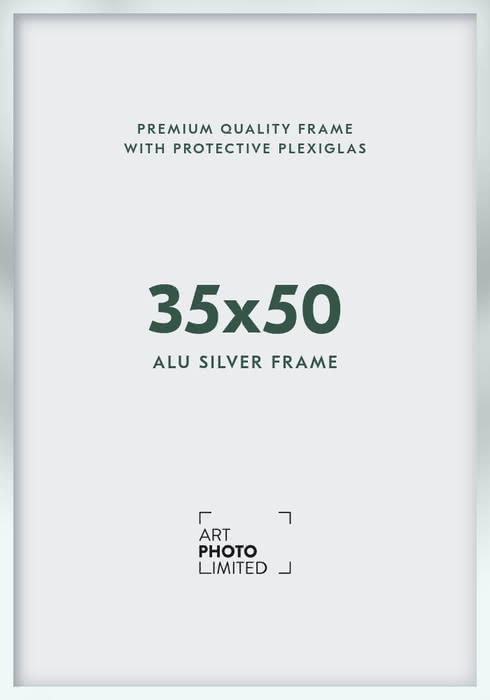 PREMIUM QUALITY FRAME
WITH PROTECTIVE PLEXIGLAS
35x50
ALU SILVER FRAME
ART
PHOTO
LIMITED